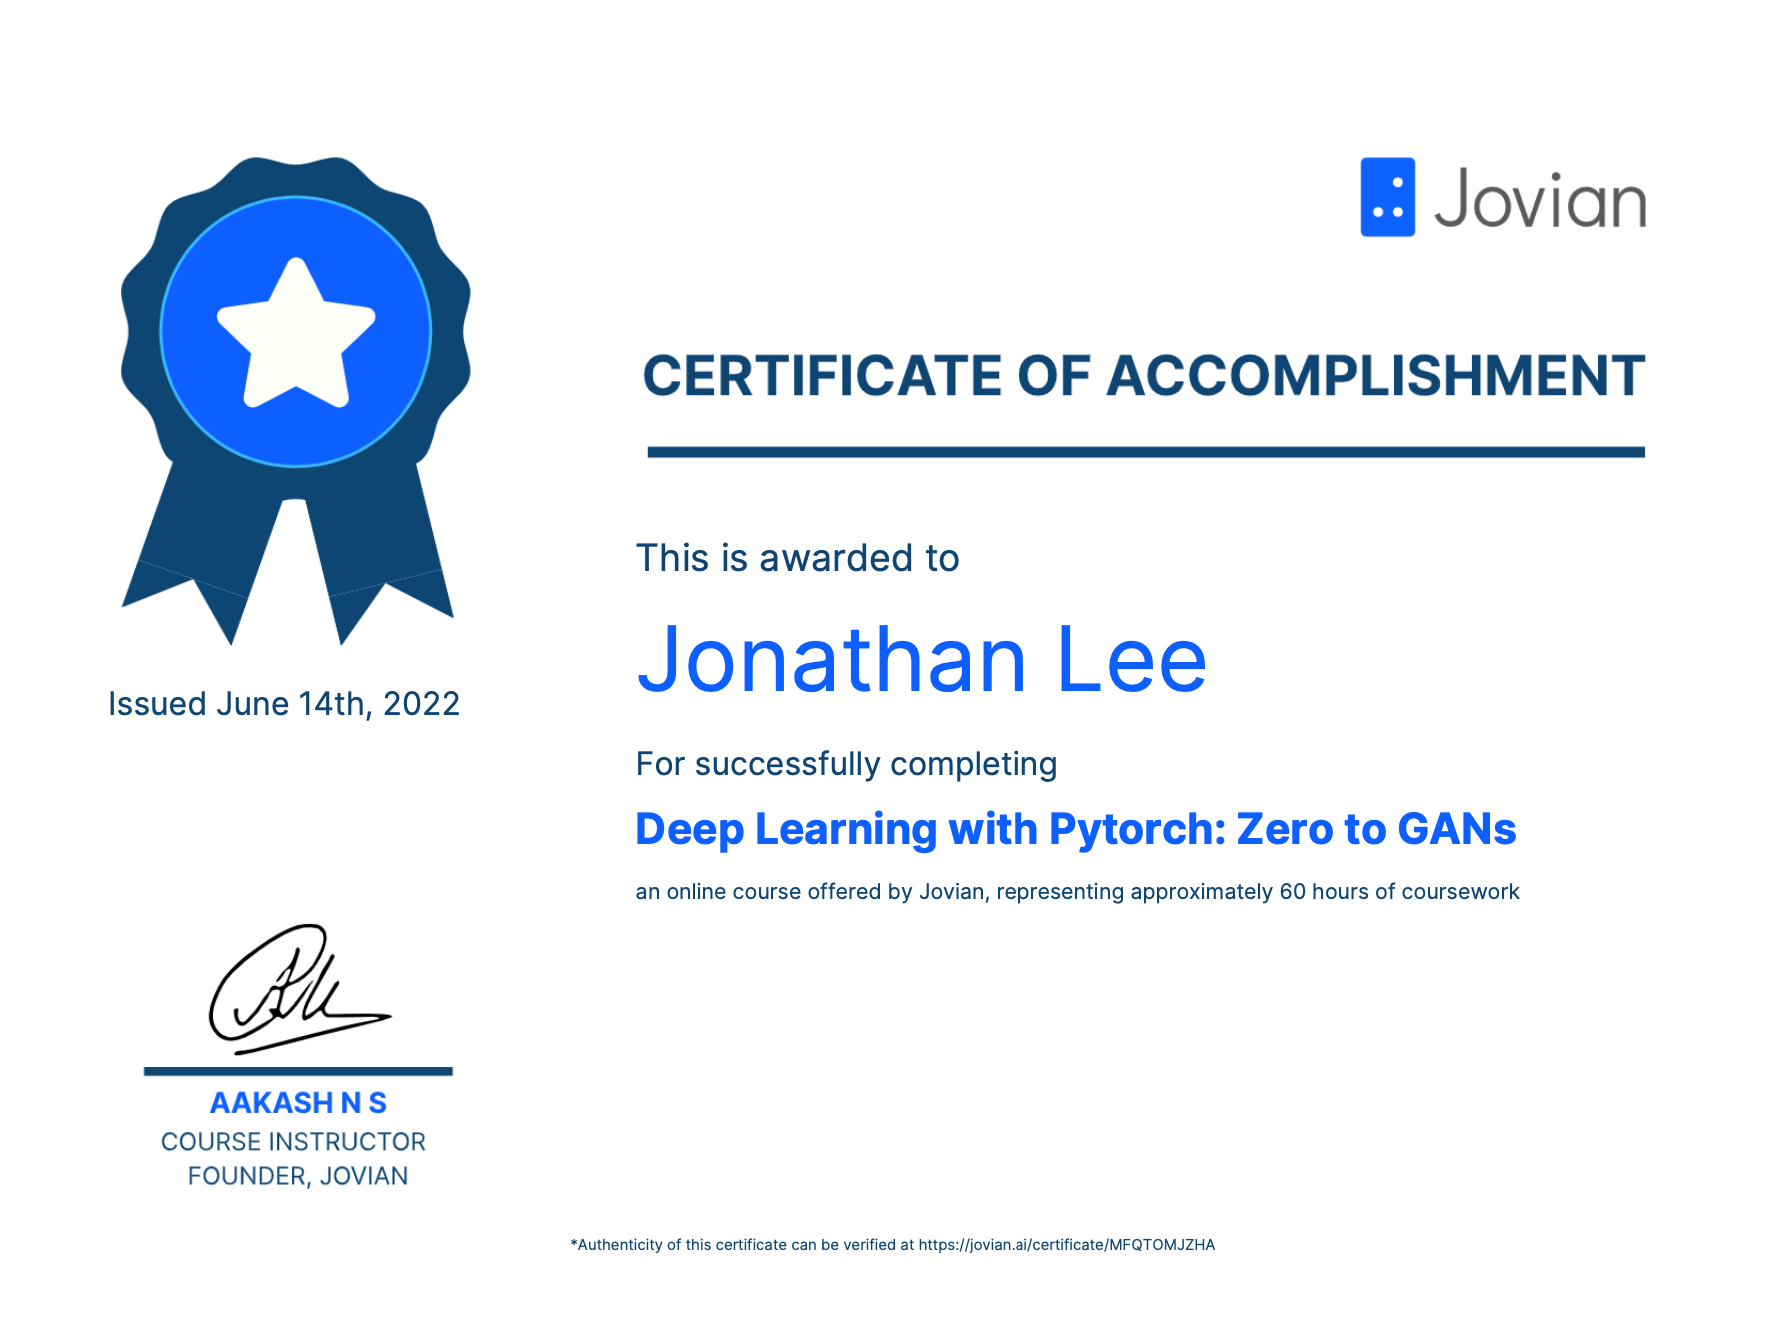 Jovian
CERTIFICATE OF ACCOMPLISHMENT
This is awarded to
Jonathan Lee
Issued June 14th, 2022
For successfully completing
Deep Learning with Pytorch: Zero to GANs
an online course offered by Jovian, representing approximately 60 hours of coursework
AAKASH N S
COURSE INSTRUCTOR
FOUNDER, JOVIAN
*Authenticity of this certificate can be verified at https://jovian.ai/certificate/MFQTOMJZHA